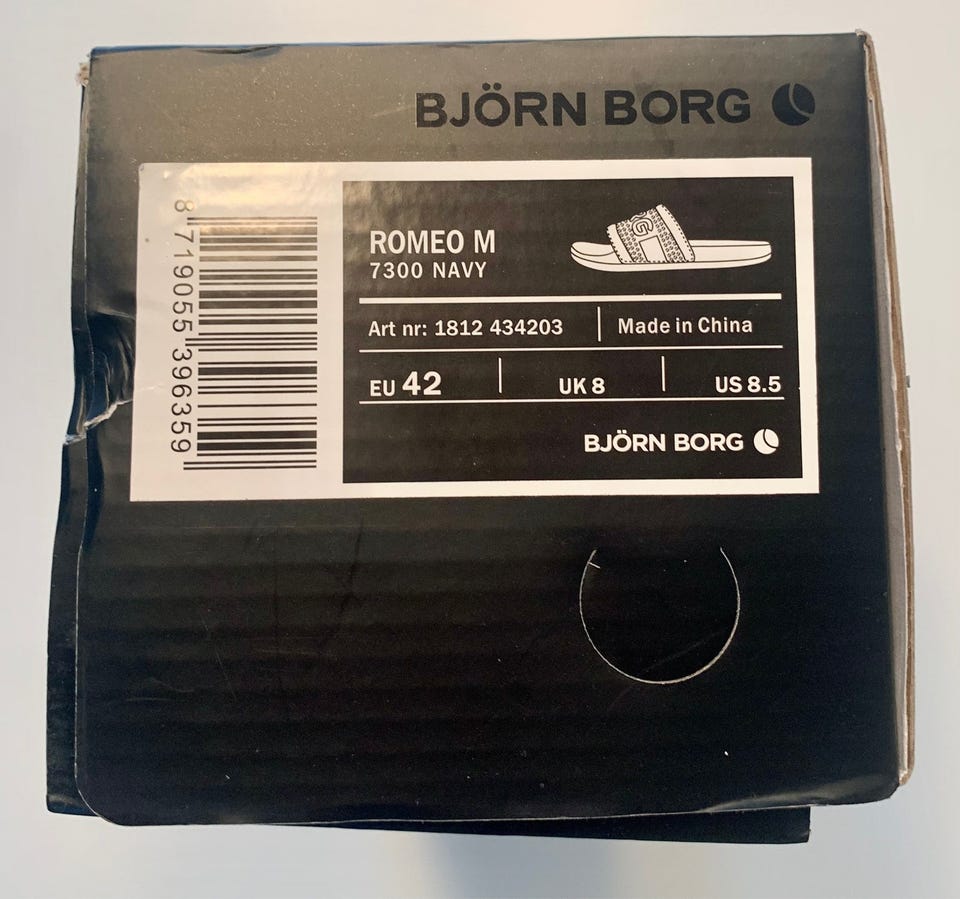 BJÖRN BORG
8 719055 396359
ROMEO M
7300 NAVY
Art nr: 1812 434203
Made in China
EU 42
UK 8
US 8.5
BJÖRN BORG